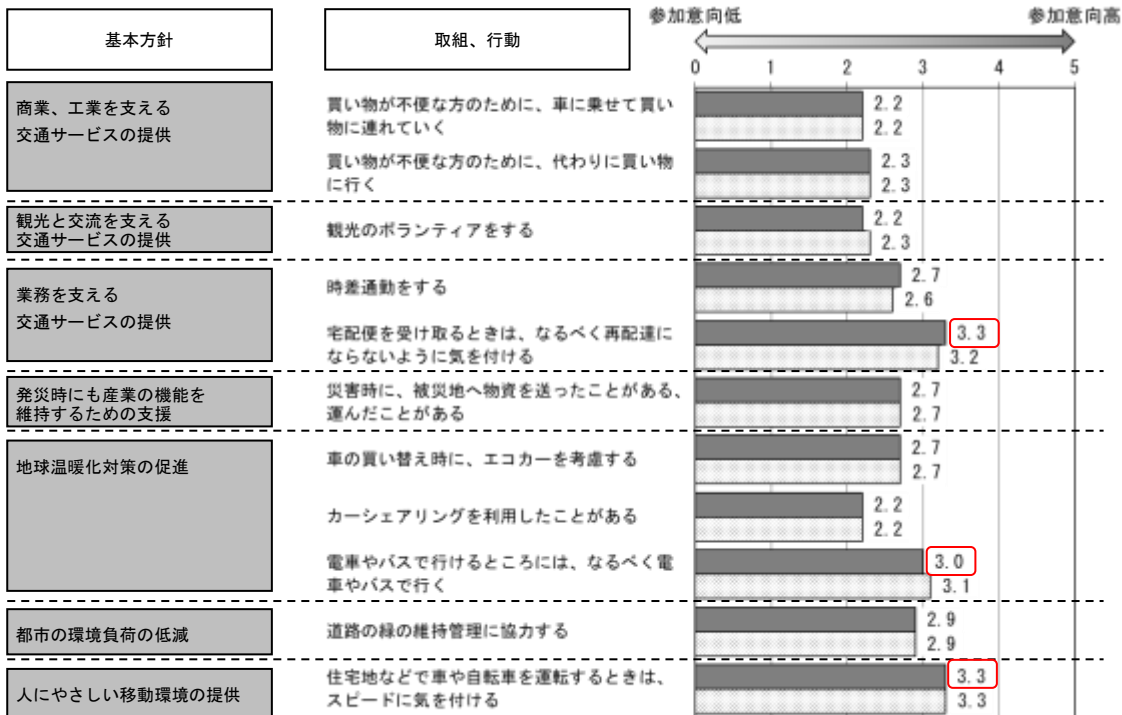 参加意向低
参加意向高
基本方針
取組、行動
0 1 2 3 4 5
商業、工業を支える
交通サービスの提供
買い物が不便な方のために、車に乗せて買い
物に連れていく
2.2
2.2
買い物が不便な方のために、代わりに買い物
に行く
2.3
2.3
観光と交流を支える
交通サービスの提供
観光のボランティアをする
2.2
2.3
業務を支える
交通サービスの提供
時差通勤をする
2.7
2.6
宅配便を受け取るときは、なるべく再配達に
ならないように気を付ける
3.3
3.2
発災時にも産業の機能を
維持するための支援
災害時に、被災地へ物資を送ったことがある、
運んだことがある
2.7
2.7
地球温暖化対策の促進
車の買い替え時に、エコカーを考慮する
2.7
2.7
カーシェアリングを利用したことがある
2.2
2.2
電車やバスで行けるところには、なるべく電
車やバスで行く
3.0
3.1
都市の環境負荷の低減
道路の緑の維持管理に協力する
2.9
2.9
人にやさしい移動環境の提供
住宅地などで車や自転車を運転するときは、
スピードに気を付ける
3.3
3.3